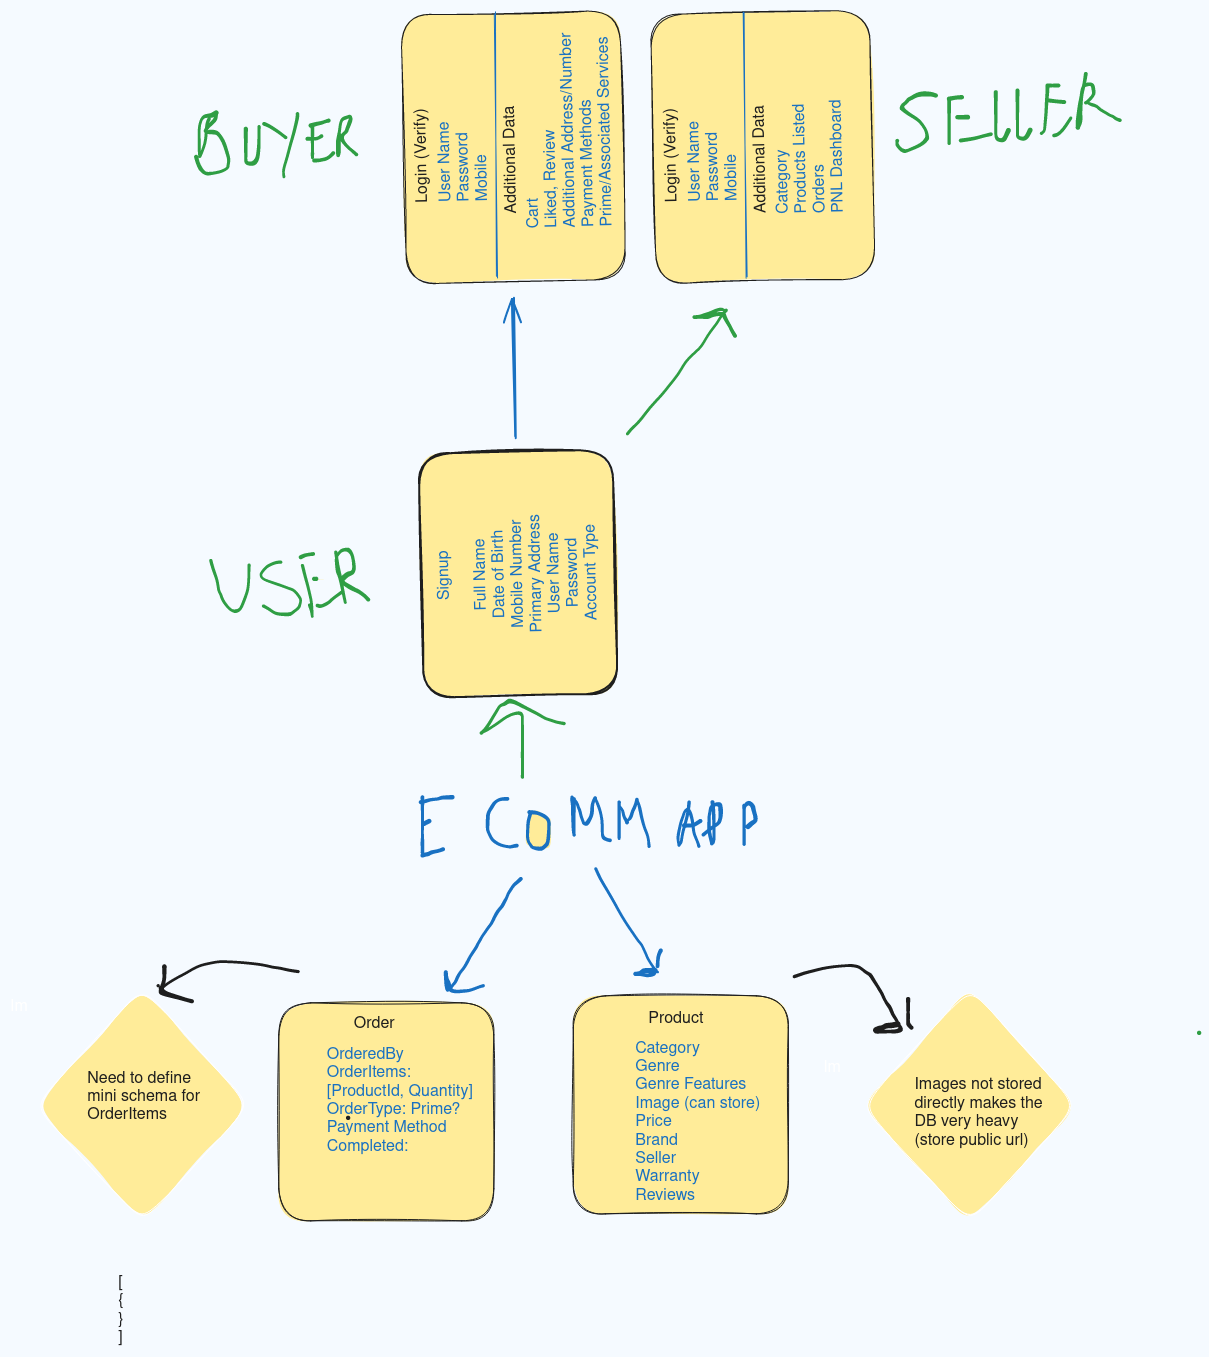 BUYER
Login (Verify)
User Name
Password
Mobile
Additional Data
Cart
Liked, Review
Additional Address/Number
Payment Methods
Prime/Associated Services
Login (Verify)
User Name
Password
Mobile
Additional Data
Category
Products Listed
Orders
PNL Dashboard
SELLER
USER
Signup
Full Name
Date of Birth
Mobile Number
Primary Address
User Name
Password
Account Type
E COMM APP
Need to define
mini schema for
OrderItems
Order
OrderedBy
OrderItems:
[ProductId, Quantity]
OrderType: Prime?
Payment Method
Completed:
Product
Category
Genre
Genre Features
Image (can store)
Price
Brand
Seller
Warranty
Reviews
Images not stored
directly makes the
DB very heavy
(store public url)
[
{
}
]